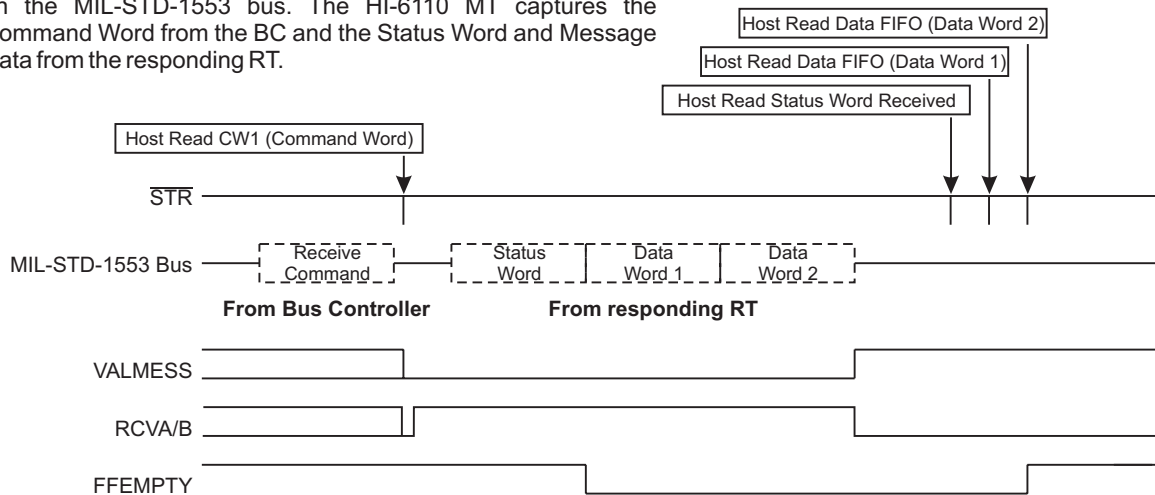 the MIL-STD-1553 bus. The HI-6110 MT captures the
ommand Word from the BC and the Status Word and Message
ata from the responding RT.
Host Read Data FIFO (Data Word 2)
Host Read Data FIFO (Data Word 1)
Host Read Status Word Received
Host Read CW1 (Command Word)
STR
MIL-STD-1553 Bus
Receive
Command
Status
Word
Data
Word 1
Data
Word 2
From Bus Controller
From responding RT
VALMESS
RCVA/B
FFEMPTY